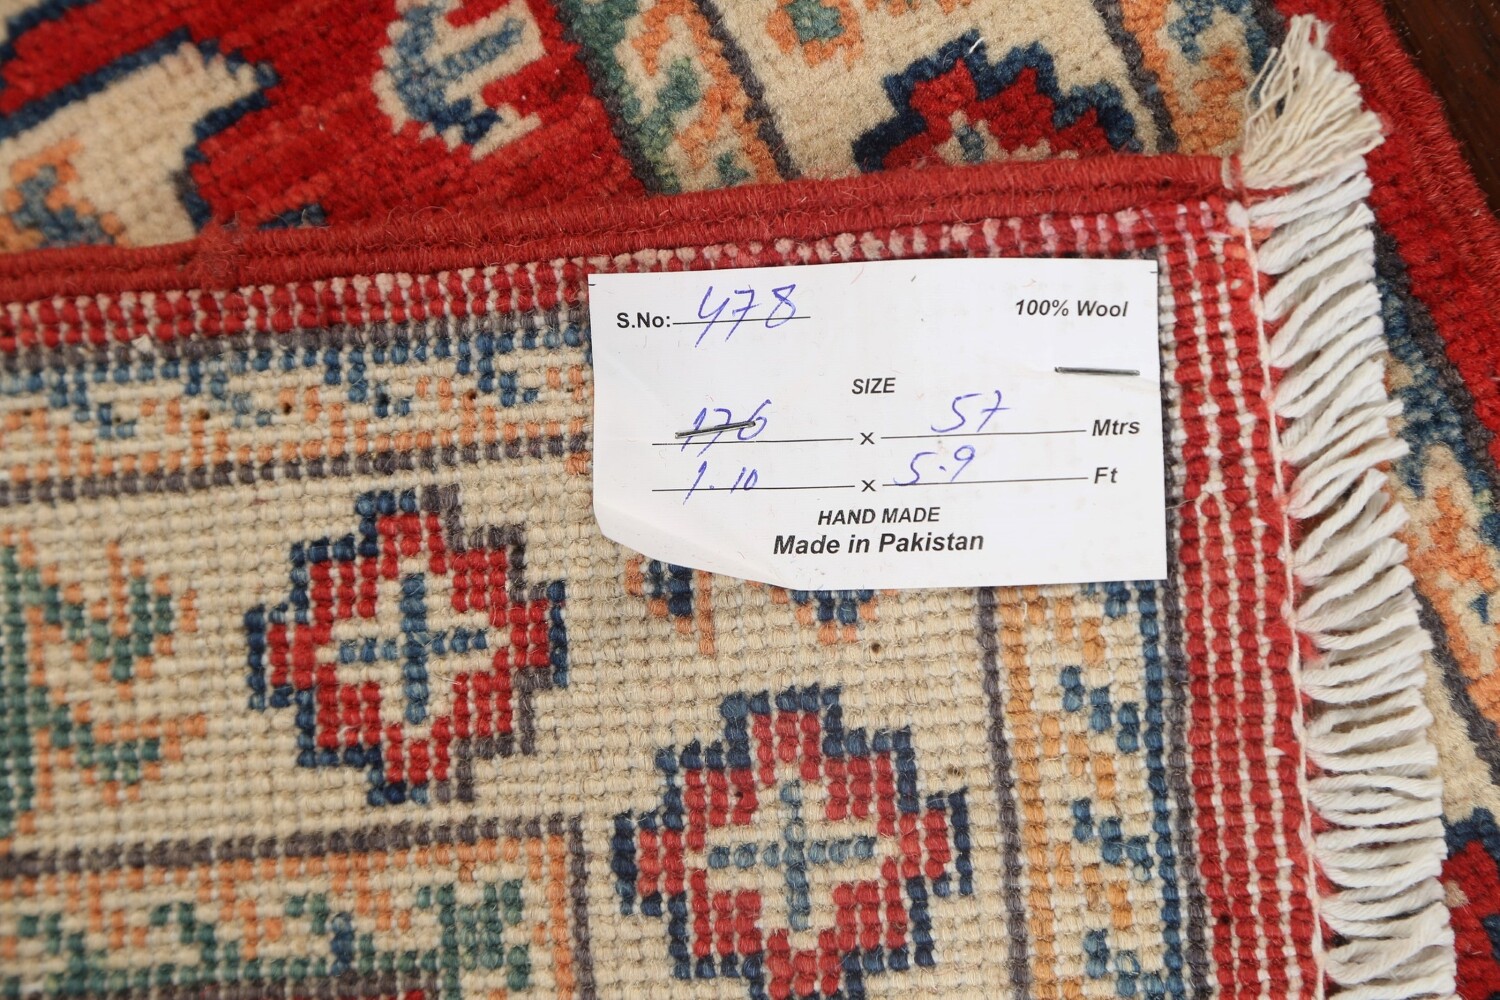 S.No: 478 100% Wool
SIZE
176 x 57 Mtrs
1.10 x 5.9 Ft
HAND MADE
Made in Pakistan